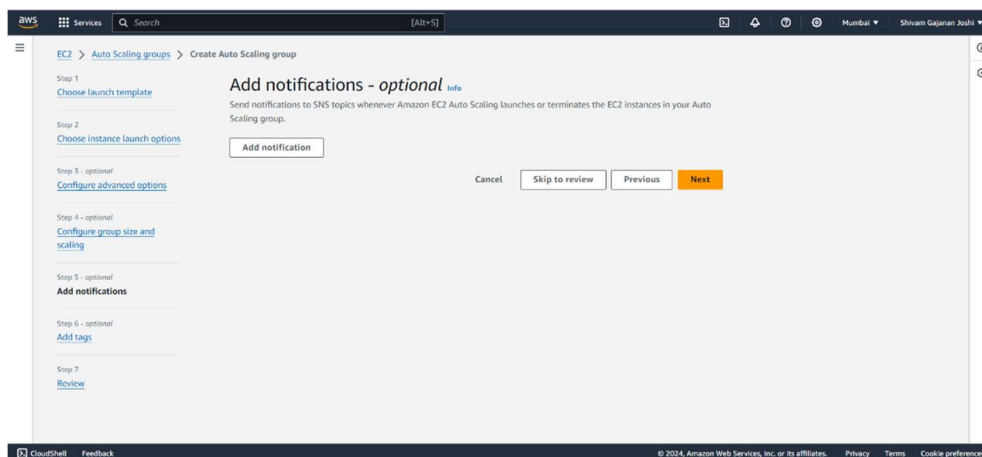 aws
Services
Search
[Alt+S]
Mumbai
Shivam Gajanan Joshi
EC2 > Auto Scaling groups > Create Auto Scaling group
Step 1
Choose launch template
Step 2
Choose instance launch options
Step 3 - optional
Configure advanced options
Step 4 - optional
Configure group size and
scaling
Step 5 - optional
Add notifications
Step 6 - optional
Add tags
Step 7
Review
Add notifications - optional Info
Send notifications to SNS topics whenever Amazon EC2 Auto Scaling launches or terminates the EC2 instances in your Auto
Scaling group.
Add notification
Cancel
Skip to review
Previous
Next
CloudShell
Feedback
© 2024, Amazon Web Services, Inc. or its affiliates.
Privacy
Terms
Cookie preferences